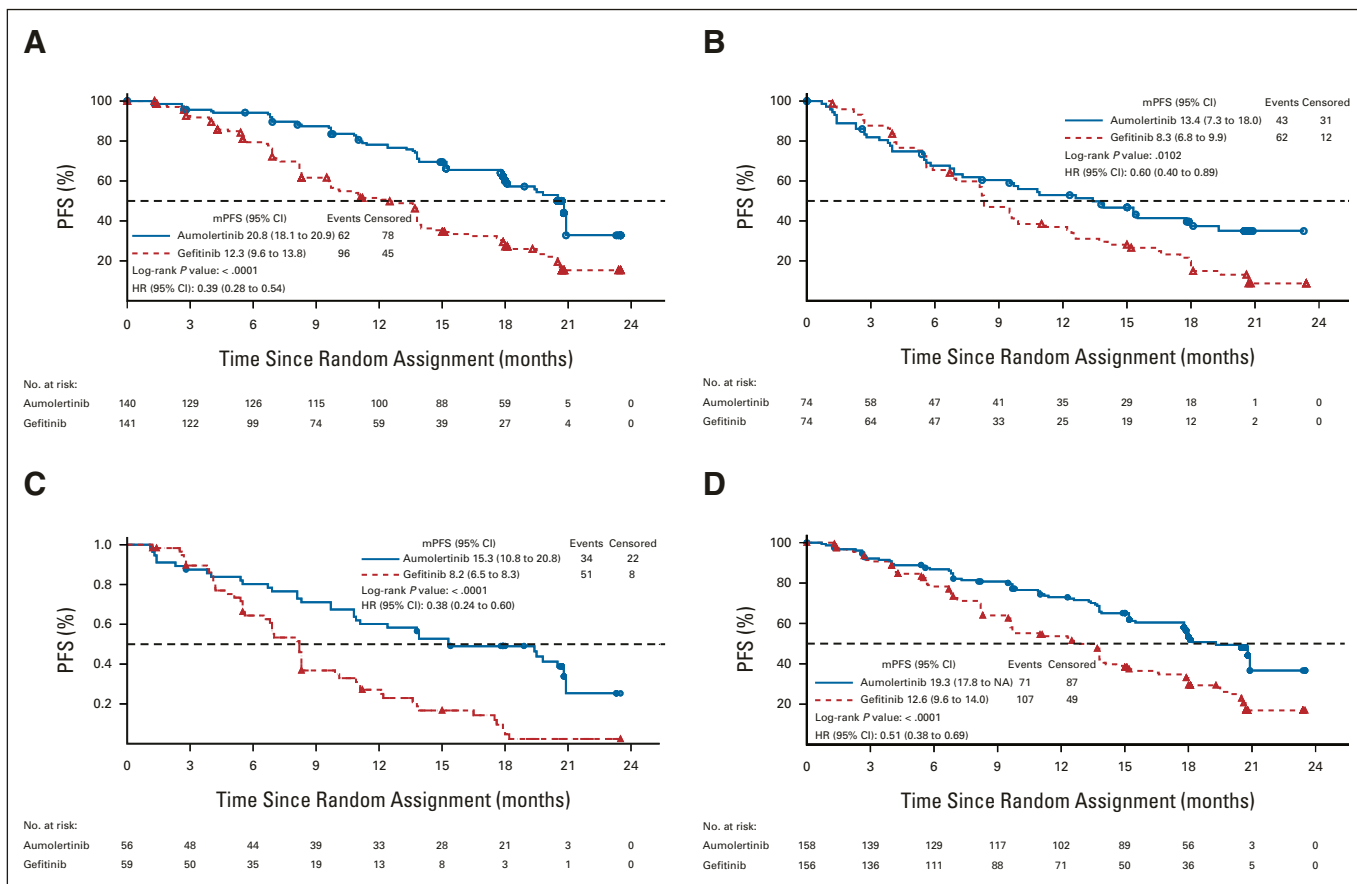 A
PFS (%)
100
80
60
40
20
mPFS (95% CI) Events Censored
Aumolertinib 20.8 (18.1 to 20.9) 62 78
Gefitinib 12.3 (9.6 to 13.8) 96 45
Log-rank P value: < .0001
HR (95% CI): 0.39 (0.28 to 0.54)
0 3 6 9 12 15 18 21 24
Time Since Random Assignment (months)
No. at risk:
Aumolertinib 140 129 126 115 100 88 59 5 0
Gefitinib 141 122 99 74 59 39 27 4 0
B
PFS (%)
100
80
60
40
20
mPFS (95% CI) Events Censored
Aumolertinib 13.4 (7.3 to 18.0) 43 31
Gefitinib 8.3 (6.8 to 9.9) 62 12
Log-rank P value: .0102
HR (95% CI): 0.60 (0.40 to 0.89)
0 3 6 9 12 15 18 21 24
Time Since Random Assignment (months)
No. at risk:
Aumolertinib 74 58 47 41 35 29 18 1 0
Gefitinib 74 64 47 33 25 19 12 2 0
C
PFS (%)
1.0
0.8
0.6
0.4
0.2
mPFS (95% CI) Events Censored
Aumolertinib 15.3 (10.8 to 20.8) 34 22
Gefitinib 8.2 (6.5 to 8.3) 51 8
Log-rank P value: < .0001
HR (95% CI): 0.38 (0.24 to 0.60)
0 3 6 9 12 15 18 21 24
Time Since Random Assignment (months)
No. at risk:
Aumolertinib 56 48 44 39 33 28 21 3 0
Gefitinib 59 50 35 19 13 8 3 1 0
D
PFS (%)
100
80
60
40
20
mPFS (95% CI) Events Censored
Aumolertinib 19.3 (17.8 to NA) 71 87
Gefitinib 12.6 (9.6 to 14.0) 107 49
Log-rank P value: < .0001
HR (95% CI): 0.51 (0.38 to 0.69)
0 3 6 9 12 15 18 21 24
Time Since Random Assignment (months)
No. at risk:
Aumolertinib 158 139 129 117 102 89 56 3 0
Gefitinib 156 136 111 88 71 50 36 5 0